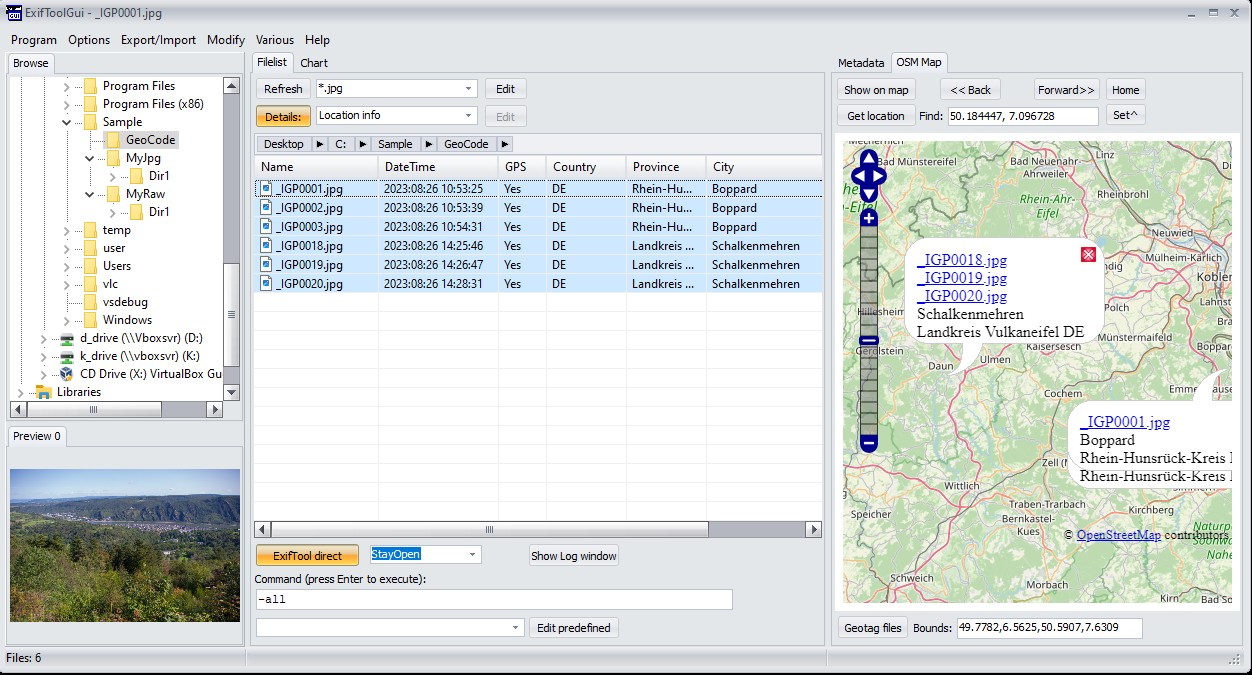 ExifToolGui - _IGP0001.jpg
Program Options Export/Import Modify Various Help
Browse
Program Files
Program Files (x86)
Sample
GeoCode
MyJpg
Dir1
MyRaw
Dir1
temp
user
Users
vlc
vsdebug
Windows
d_drive (\\Vboxsvr) (D:)
k_drive (\\vboxsvr) (K:)
CD Drive (X:) VirtualBox Gu
Libraries
Preview 0
Filelist Chart
Refresh *.jpg Edit
Details: Location info Edit
Desktop C: Sample GeoCode
Name DateTime GPS Country Province City
_IGP0001.jpg 2023:08:26 10:53:25 Yes DE Rhein-Hu... Boppard
_IGP0002.jpg 2023:08:26 10:53:39 Yes DE Rhein-Hu... Boppard
_IGP0003.jpg 2023:08:26 10:54:31 Yes DE Rhein-Hu... Boppard
_IGP0018.jpg 2023:08:26 14:25:46 Yes DE Landkreis ... Schalkenmehren
_IGP0019.jpg 2023:08:26 14:26:47 Yes DE Landkreis ... Schalkenmehren
_IGP0020.jpg 2023:08:26 14:28:31 Yes DE Landkreis ... Schalkenmehren
ExifTool direct StayOpen Show Log window
Command (press Enter to execute):
-all
Edit predefined
Metadata OSM Map
Show on map << Back Forward>> Home
Get location Find: 50.184447, 7.096728 Set^
Mechernich
Linz
Bad Münstereifel
Bad Neuenahr-
Ahrweiler
Rheinbrohl
Rhein-Ahr-
Eifel
-Eifel
Neuwied
Mülheim-Kärlich
Koblen
ndig
_IGP0018.jpg
_IGP0019.jpg
_IGP0020.jpg
Schalkenmehren
Landkreis Vulkaneifel DE
Hillesheim
Polch
Münstermaifeld
Kaisersesch
Gerolstein
Boppar
Ulmen
Daun
Cochem
Emme
ausen
_IGP0001.jpg
Boppard
Rhein-Hunsrück-Kreis
Rhein-Hunsrück-Kreis
Zell (
Wittlich
Traben-Trarbach
Kirchberg
Speicher
Bernkastel-
Kues
Naturp
Soonwa
Nahe
© OpenStreetMap contributors
Schweich
Morbach
Kirn
Bad So
Geotag files Bounds: 49.7782,6.5625,50.5907,7.6309
Files: 6